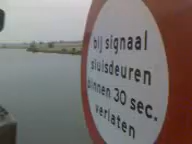 bij signaal
sluisdeuren
binnen 30 sec.
verlaten